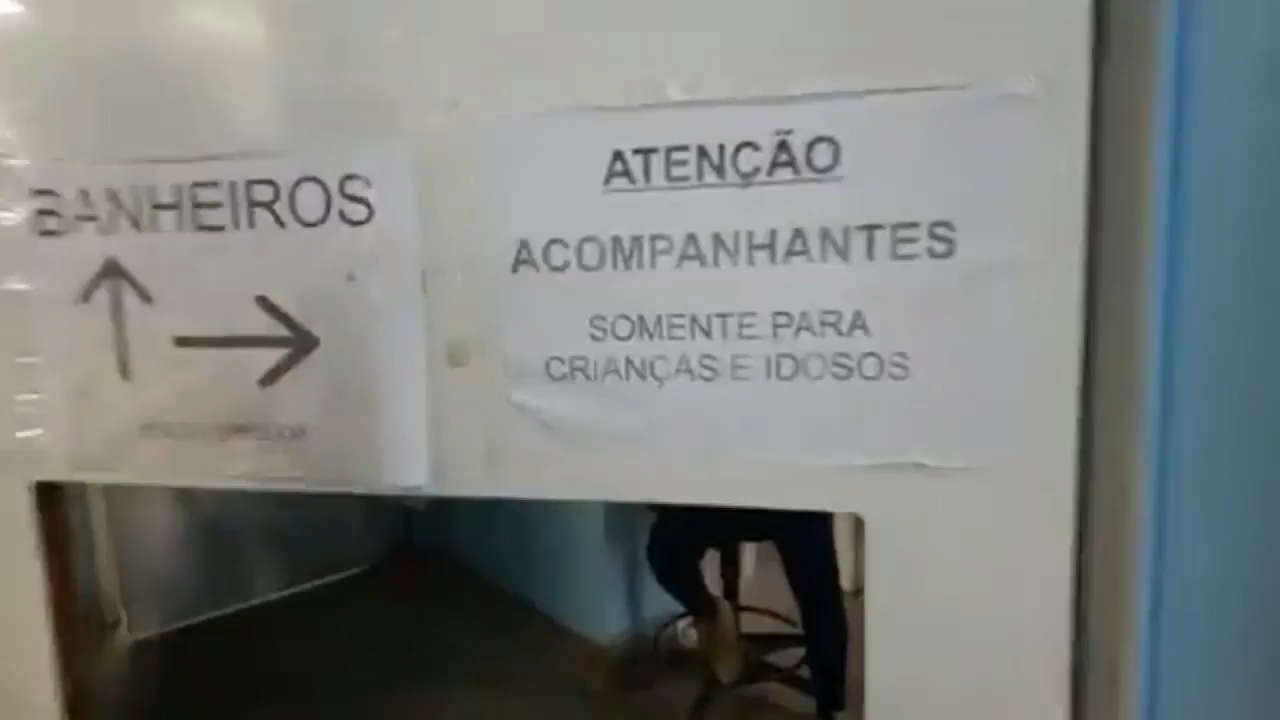 BANHEIROS
ATENÇÃO
ACOMPANHANTES
SOMENTE PARA
CRIANÇAS E IDOSOS